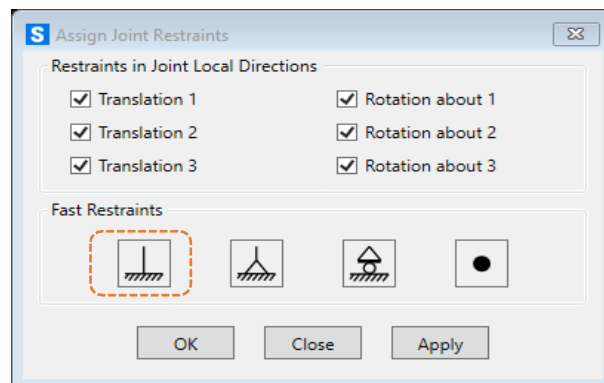 S Assign Joint Restraints
Restraints in Joint Local Directions
Translation 1 Rotation about 1
Translation 2 Rotation about 2
Translation 3 Rotation about 3
Fast Restraints
OK Close Apply